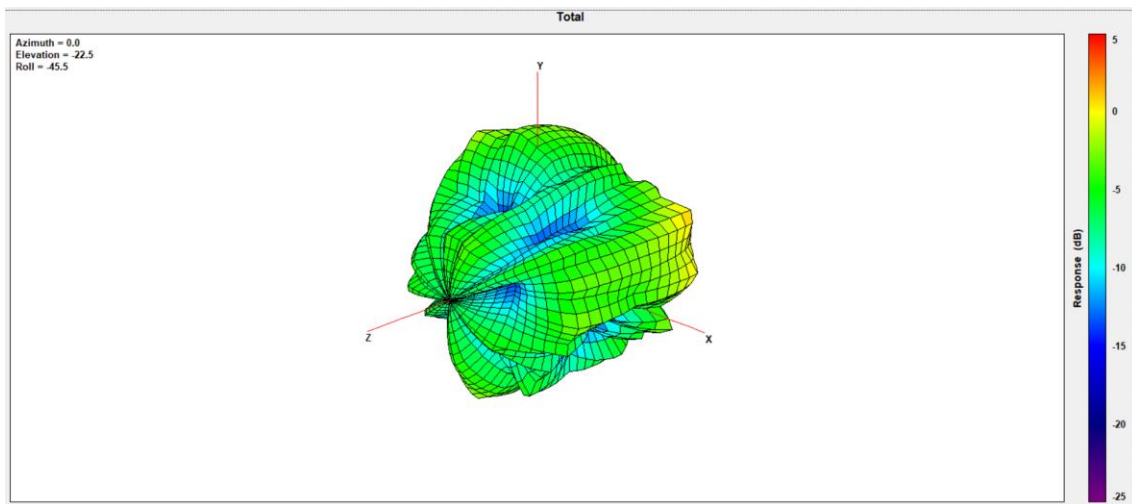 Total
Azimuth = 0.0
Elevation = -22.5
Roll = -45.5
Y
Z
X
5
0
-5
-10
-15
-20
-25
Response (dB)